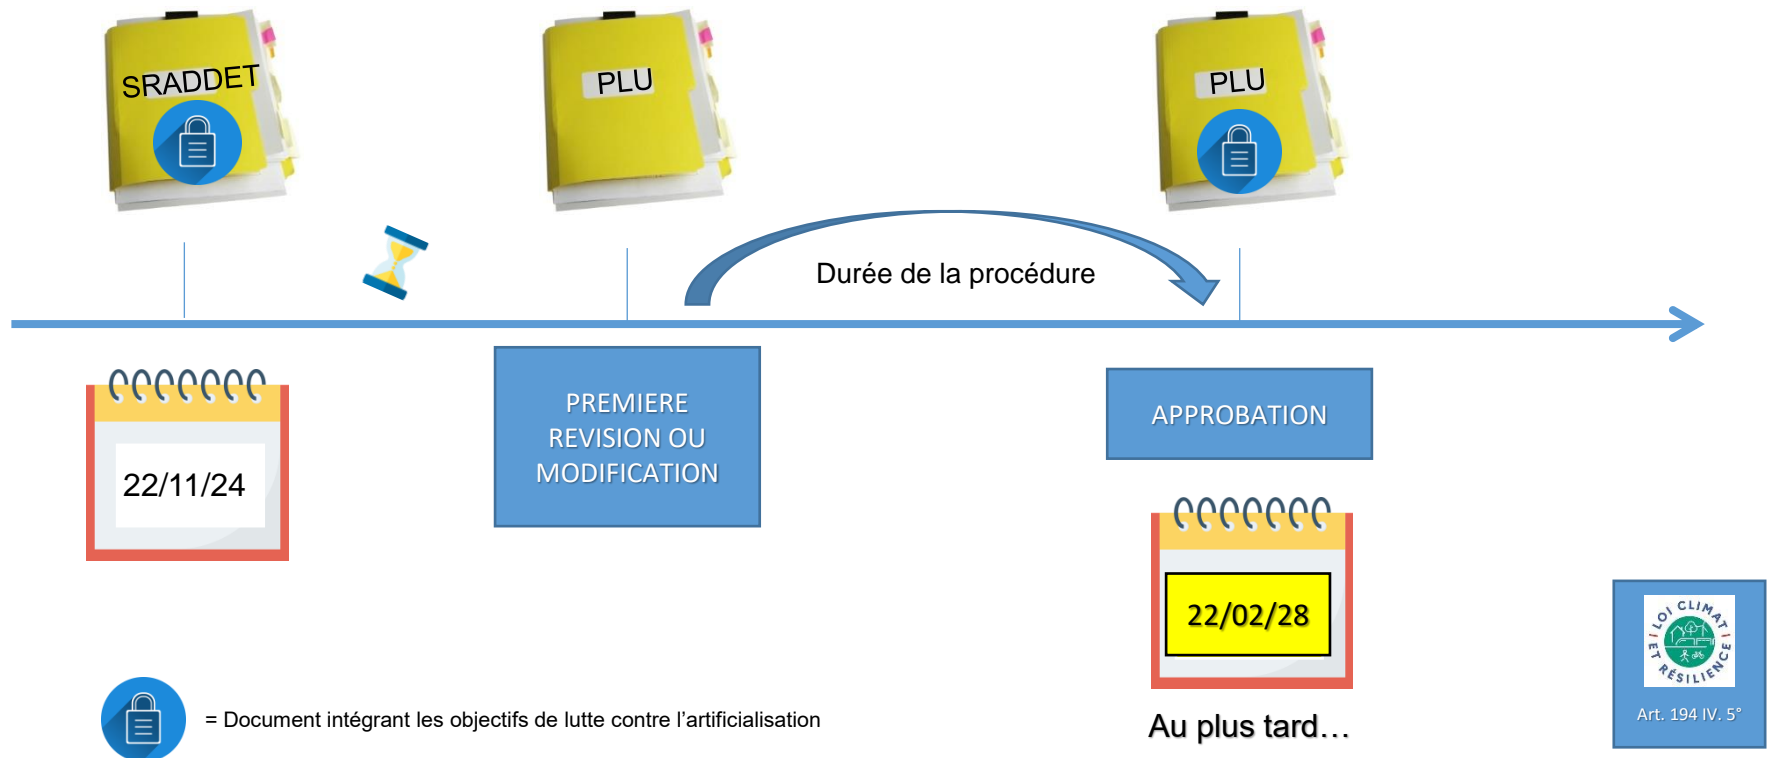 SRADDET
PLU
PLU
Durée de la procédure
PREMIERE
REVISION OU
MODIFICATION
APPROBATION
22/11/24
22/02/28
Au plus tard…
= Document intégrant les objectifs de lutte contre l’artificialisation
LOI CLIMAT
ET RÉSILIENCE
Art. 194 IV. 5°